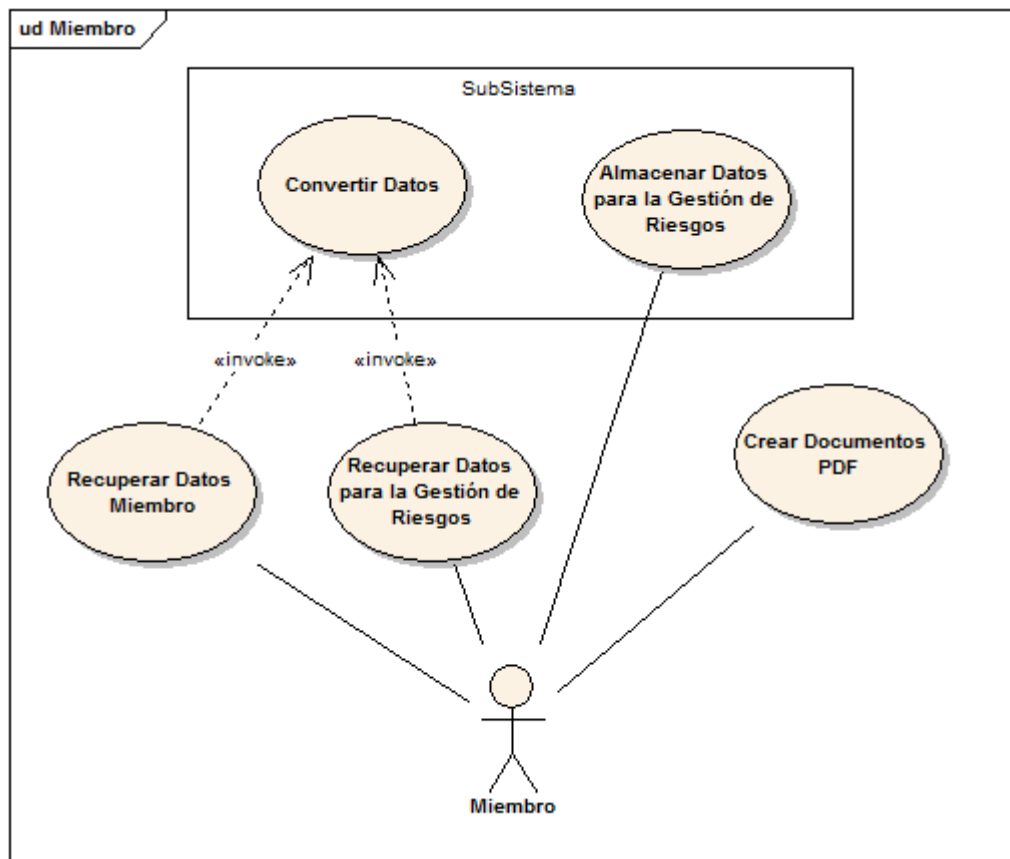 ud Miembro
SubSistema
Convertir Datos
Almacenar Datos
para la Gestión de
Riesgos
«invoke»
«invoke»
Recuperar Datos
Miembro
Recuperar Datos
para la Gestión de
Riesgos
Crear Documentos
PDF
Miembro